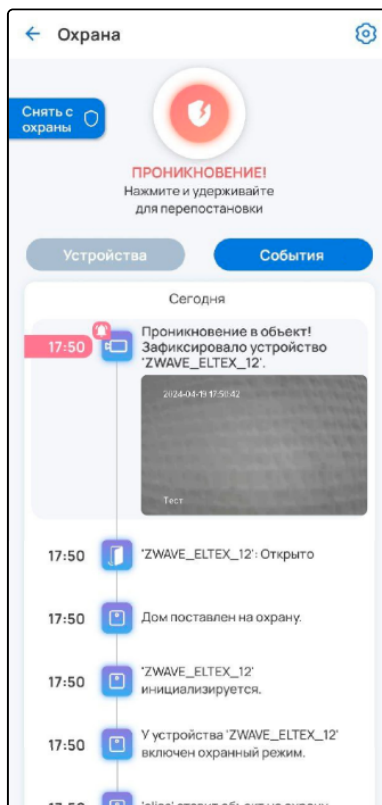 Охрана
Снять с
охраны
ПРОНИКНОВЕНИЕ!
Нажмите и удерживайте
для перепостановки
Устройства
События
Сегодня
17:50
Проникновение в объект!
Зафиксировало устройство
'ZWAVE_ELTEX_12'.
2024-04-19 17:50:42
Тест
17:50
'ZWAVE_ELTEX_12': Открыто
17:50
Дом поставлен на охрану.
17:50
'ZWAVE_ELTEX_12'
инициализируется.
17:50
У устройства 'ZWAVE_ELTEX_12'
включен охранный режим.
17:50